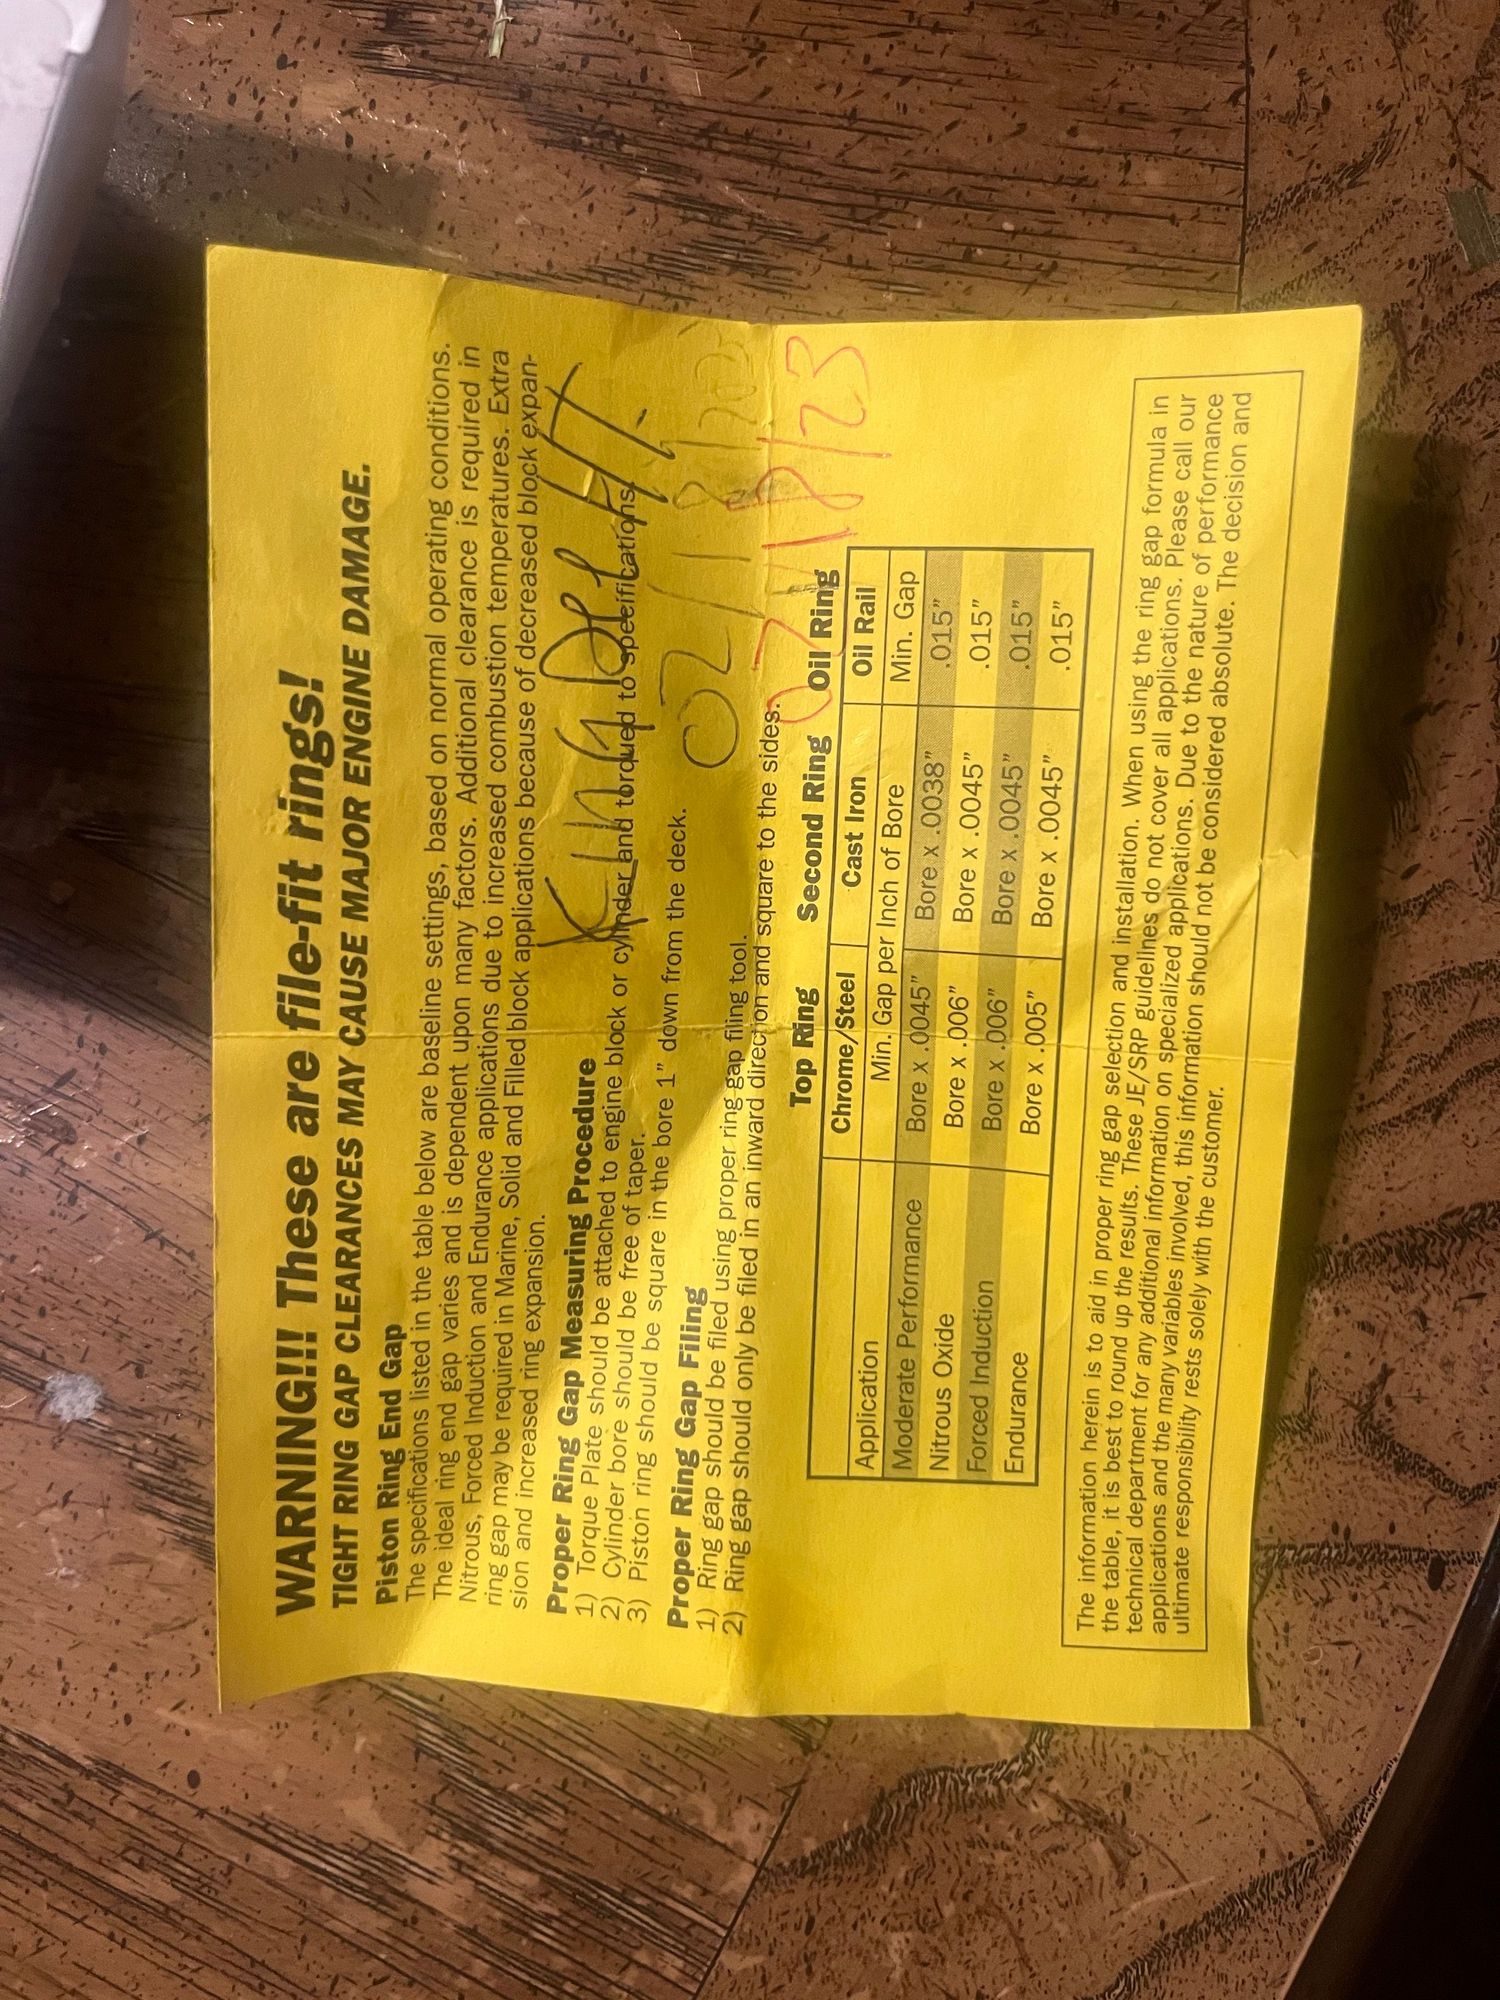 WARNING!!! These are file-fit rings!
TIGHT RING GAP CLEARANCES MAY CAUSE MAJOR ENGINE DAMAGE.
Piston Ring End Gap
The specifications listed in the table below are baseline settings, based on normal operating conditions.
The ideal ring end gap varies and is dependent upon many factors. Additional clearance is required in
Nitrous, Forced Induction and Endurance applications due to increased combustion temperatures. Extra
ring gap may be required in Marine, Solid and Filled block applications because of decreased block expan-
sion and increased ring expansion.
Proper Ring Gap Measuring Procedure
1) Torque Plate should be attached to engine block or cylinder and torqued to specifications.
2) Cylinder bore should be free of taper.
3) Piston ring should be square in the bore 1" down from the deck.
Proper Ring Gap Filing
1) Ring gap should be filed using proper ring gap filing tool.
2) Ring gap should only be filed in an inward direction and square to the sides.
02/18/2023
07/18/23
Top Ring Second Ring Oil Ring
Chrome/Steel Cast Iron Oil Rail
Application Min. Gap per Inch of Bore Min. Gap
Moderate Performance Bore x .0045" Bore x .0038" .015"
Nitrous Oxide Bore x .006" Bore x .0045" .015"
Forced Induction Bore x .006" Bore x .0045" .015"
Endurance Bore x .005" Bore x .0045" .015"
The information herein is to aid in proper ring gap selection and installation. When using the ring gap formula in
the table, it is best to round up the results. These JE/SRP guidelines do not cover all applications. Please call our
technical department for any additional information on specialized applications. Due to the nature of performance
applications and the many variables involved, this information should not be considered absolute. The decision and
ultimate responsibility rests solely with the customer.